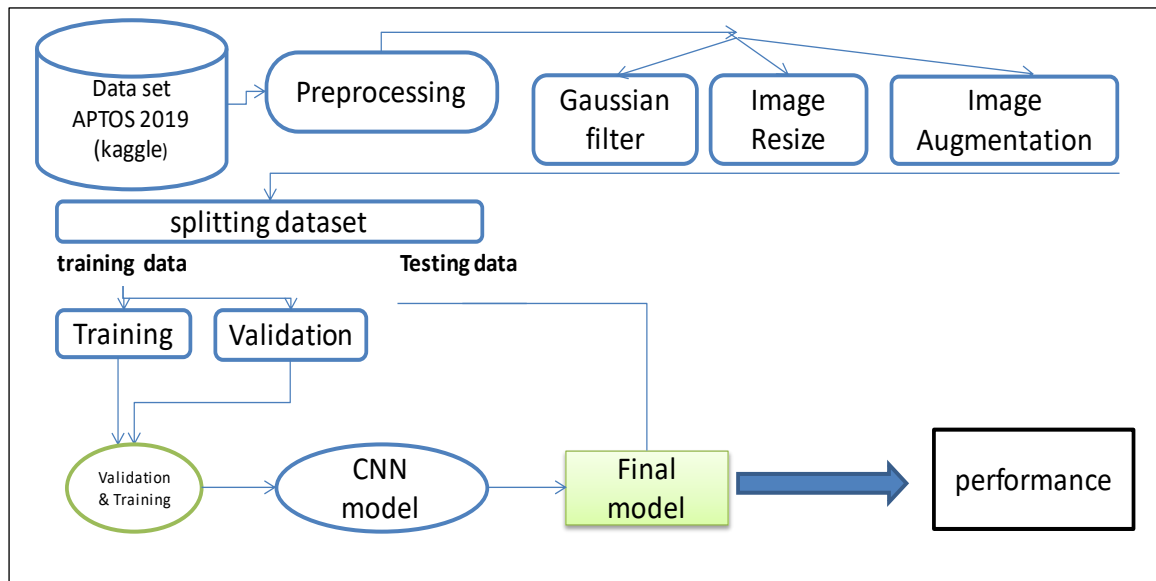 Data set
APTOS 2019
(kaggle)
Preprocessing
Gaussian
filter
Image
Resize
Image
Augmentation
splitting dataset
training data
Testing data
Training
Validation
Validation
& Training
CNN
model
Final
model
performance